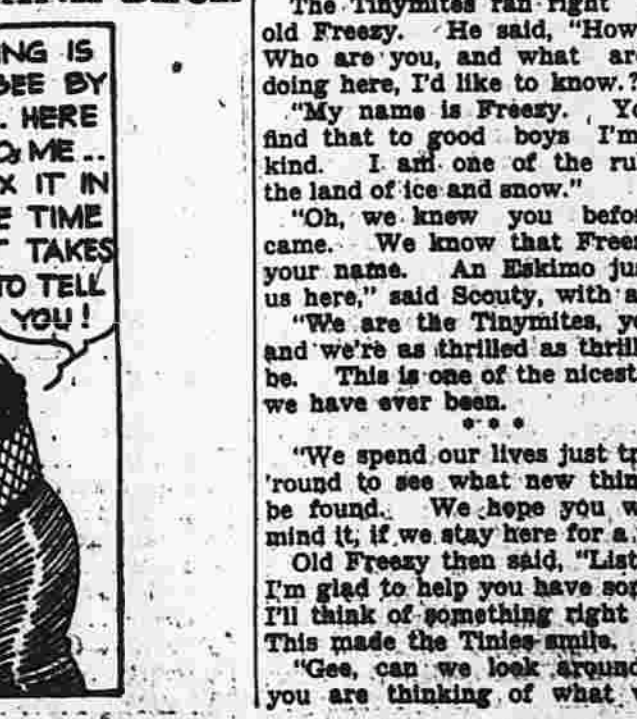 NG IS
BEE BY
. HERE
ME..
X IT IN
E TIME
T TAKES
TO TELL
YOU!
The Tinymites ran right
old Freezy. He said, "How
Who are you, and what are
doing here, I'd like to know.?
"My name is Freezy. Yo
find that to good boys I'm
kind. I am one of the ru
the land of ice and snow."
"Oh, we knew you befor
came. We know that Freez
your name. An Eskimo jus
us here," said Scouty, with a
"We are the Tinymites, yo
and we're as thrilled as thrill
be. This is one of the nicest
we have ever been.
* * *
"We spend our lives just tr
'round to see what new thin
be found. We hope you w
mind it, if we stay here for a
Old Freezy then said, "List
I'm glad to help you have som
I'll think of something right
This made the Tinies smile.
"Gee, can we look around
you are thinking of what w